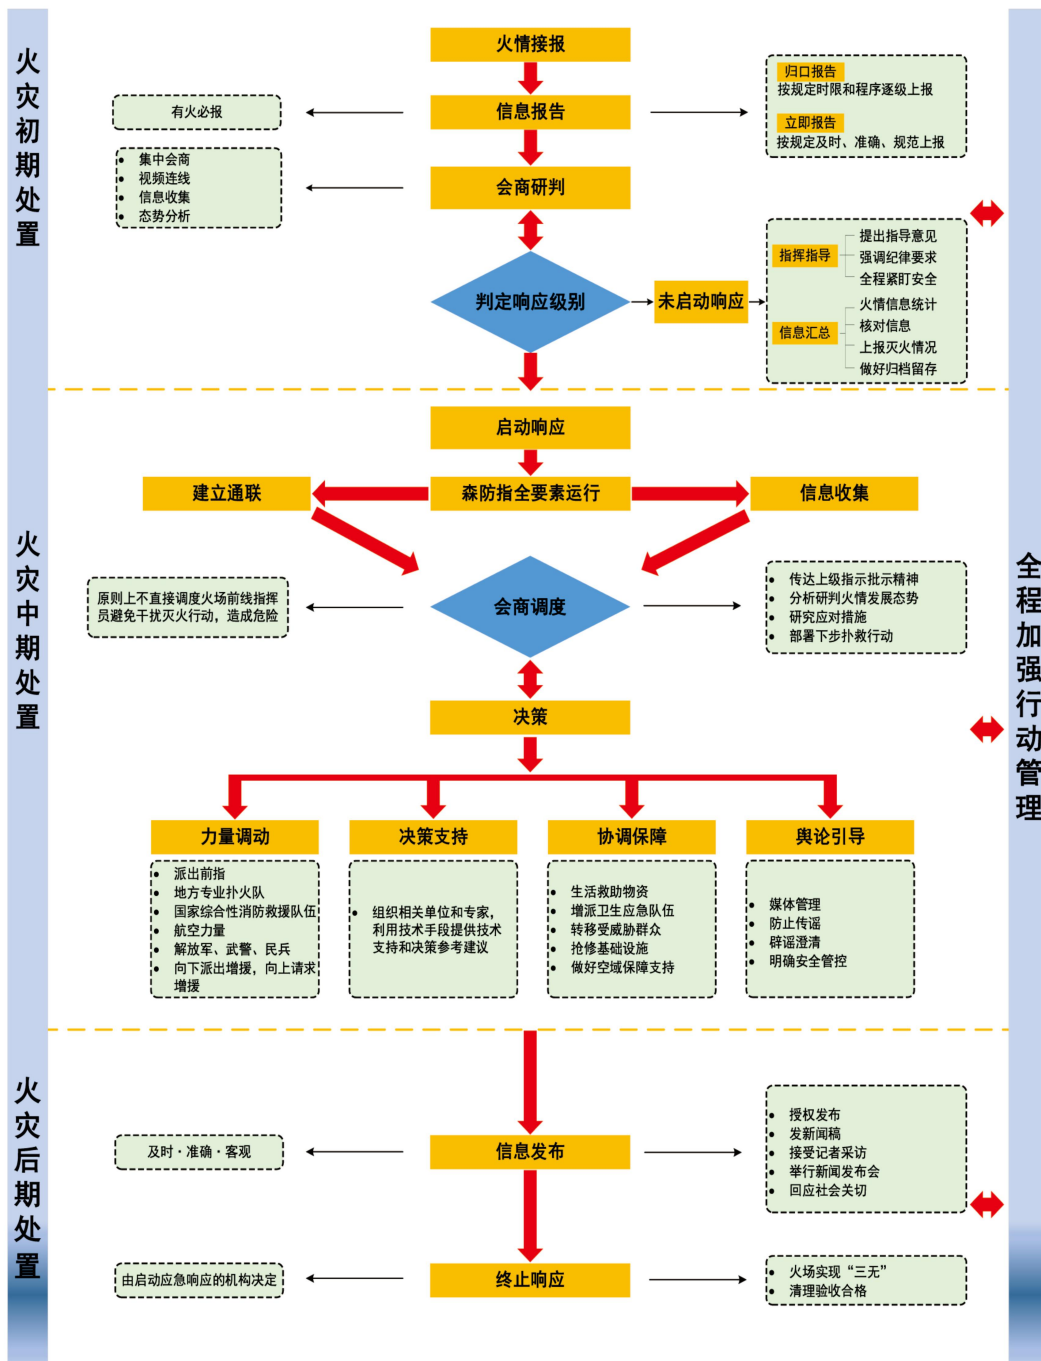 火灾初期处置
火情接报
归口报告
按规定时限和程序逐级上报
立即报告
按规定及时、准确、规范上报
有火必报
信息报告
集中会商
视频连线
信息收集
态势分析
会商研判
判定响应级别
未启动响应
指挥指导
提出指导意见
强调纪律要求
全程紧盯安全
信息汇总
火情信息统计
核对信息
上报灭火情况
做好归档留存
火灾中期处置
启动响应
建立通联
森防指全要素运行
信息收集
原则上不直接调度火场前线指挥
员避免干扰灭火行动，造成危险
会商调度
传达上级指示批示精神
分析研判火情发展态势
研究应对措施
部署下步扑救行动
决策
力量调动
派出前指
地方专业扑火队
国家综合性消防救援队伍
航空力量
解放军、武警、民兵
向下派出增援，向上请求
增援
决策支持
组织相关单位和专家，
利用技术手段提供技术
支持和决策参考建议
协调保障
生活救助物资
增派卫生应急队伍
转移受威胁群众
抢修基础设施
做好空域保障支持
舆论引导
媒体管理
防止传谣
辟谣澄清
明确安全管控
火灾后期处置
及时·准确·客观
信息发布
授权发布
发新闻稿
接受记者采访
举行新闻发布会
回应社会关切
由启动应急响应的机构决定
终止响应
火场实现“三无”
清理验收合格
全程加强行动管理